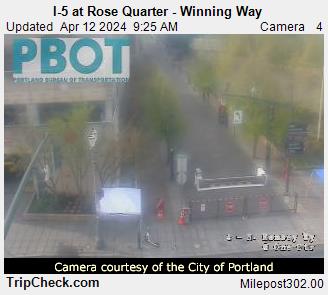 I-5 at Rose Quarter - Winning Way
Updated Apr 12 2024 9:25 AM Camera 4
PBOT
PORTLAND BUREAU OF TRANSPORTATION
Camera courtesy of the City of Portland
TripCheck.com Milepost302.00